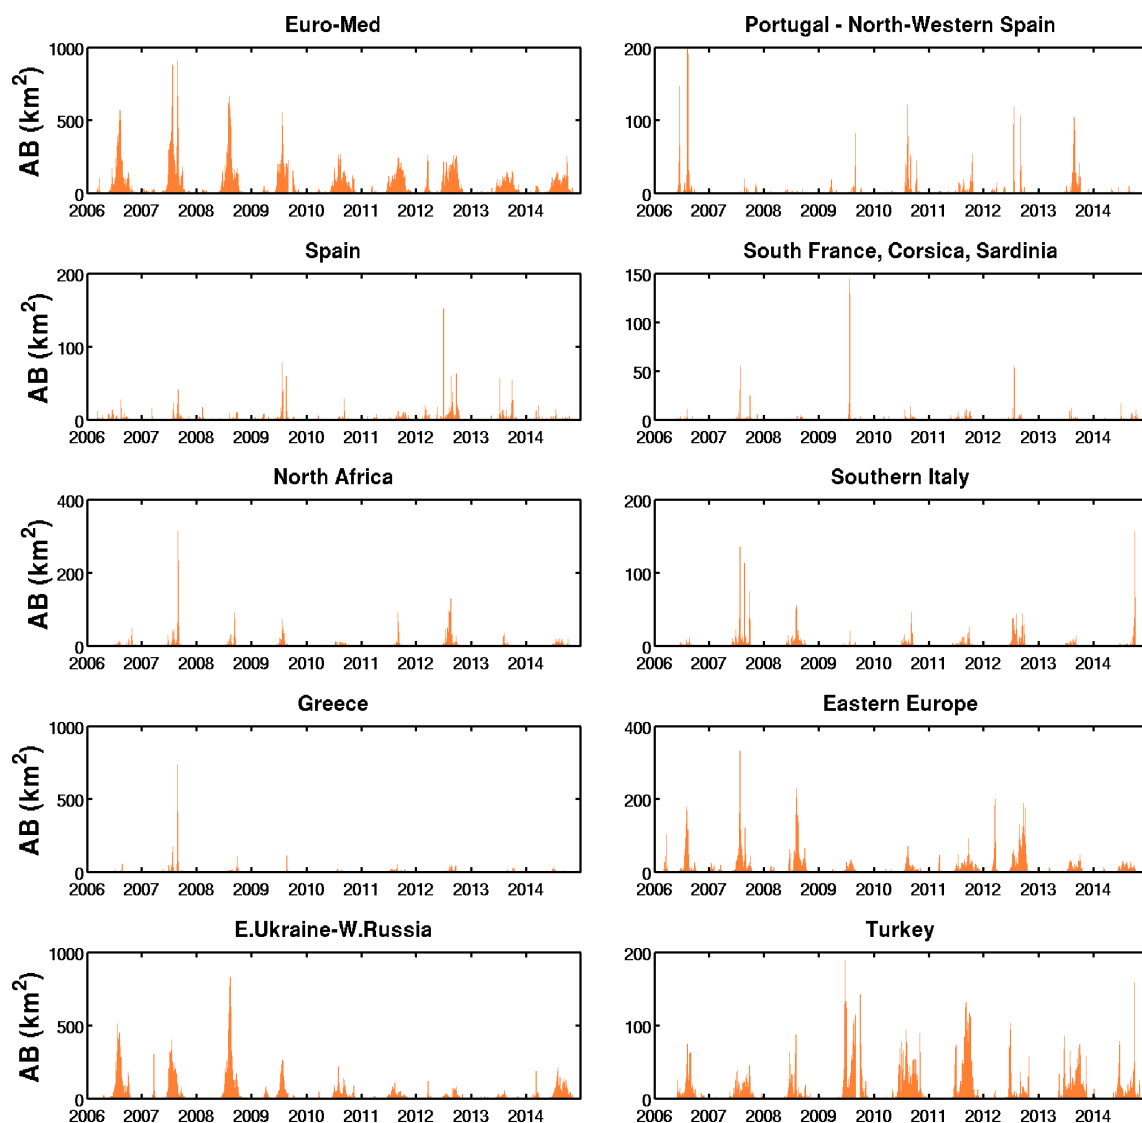 Euro-Med
Portugal - North-Western Spain
AB (km²)
1000
500
0
2006 2007 2008 2009 2010 2011 2012 2013 2014
200
100
0
2006 2007 2008 2009 2010 2011 2012 2013 2014
Spain
South France, Corsica, Sardinia
AB (km²)
200
100
0
2006 2007 2008 2009 2010 2011 2012 2013 2014
150
100
50
0
2006 2007 2008 2009 2010 2011 2012 2013 2014
North Africa
Southern Italy
AB (km²)
400
200
0
2006 2007 2008 2009 2010 2011 2012 2013 2014
200
100
0
2006 2007 2008 2009 2010 2011 2012 2013 2014
Greece
Eastern Europe
AB (km²)
1000
500
0
2006 2007 2008 2009 2010 2011 2012 2013 2014
400
200
0
2006 2007 2008 2009 2010 2011 2012 2013 2014
E.Ukraine-W.Russia
Turkey
AB (km²)
1000
500
0
2006 2007 2008 2009 2010 2011 2012 2013 2014
200
100
0
2006 2007 2008 2009 2010 2011 2012 2013 2014